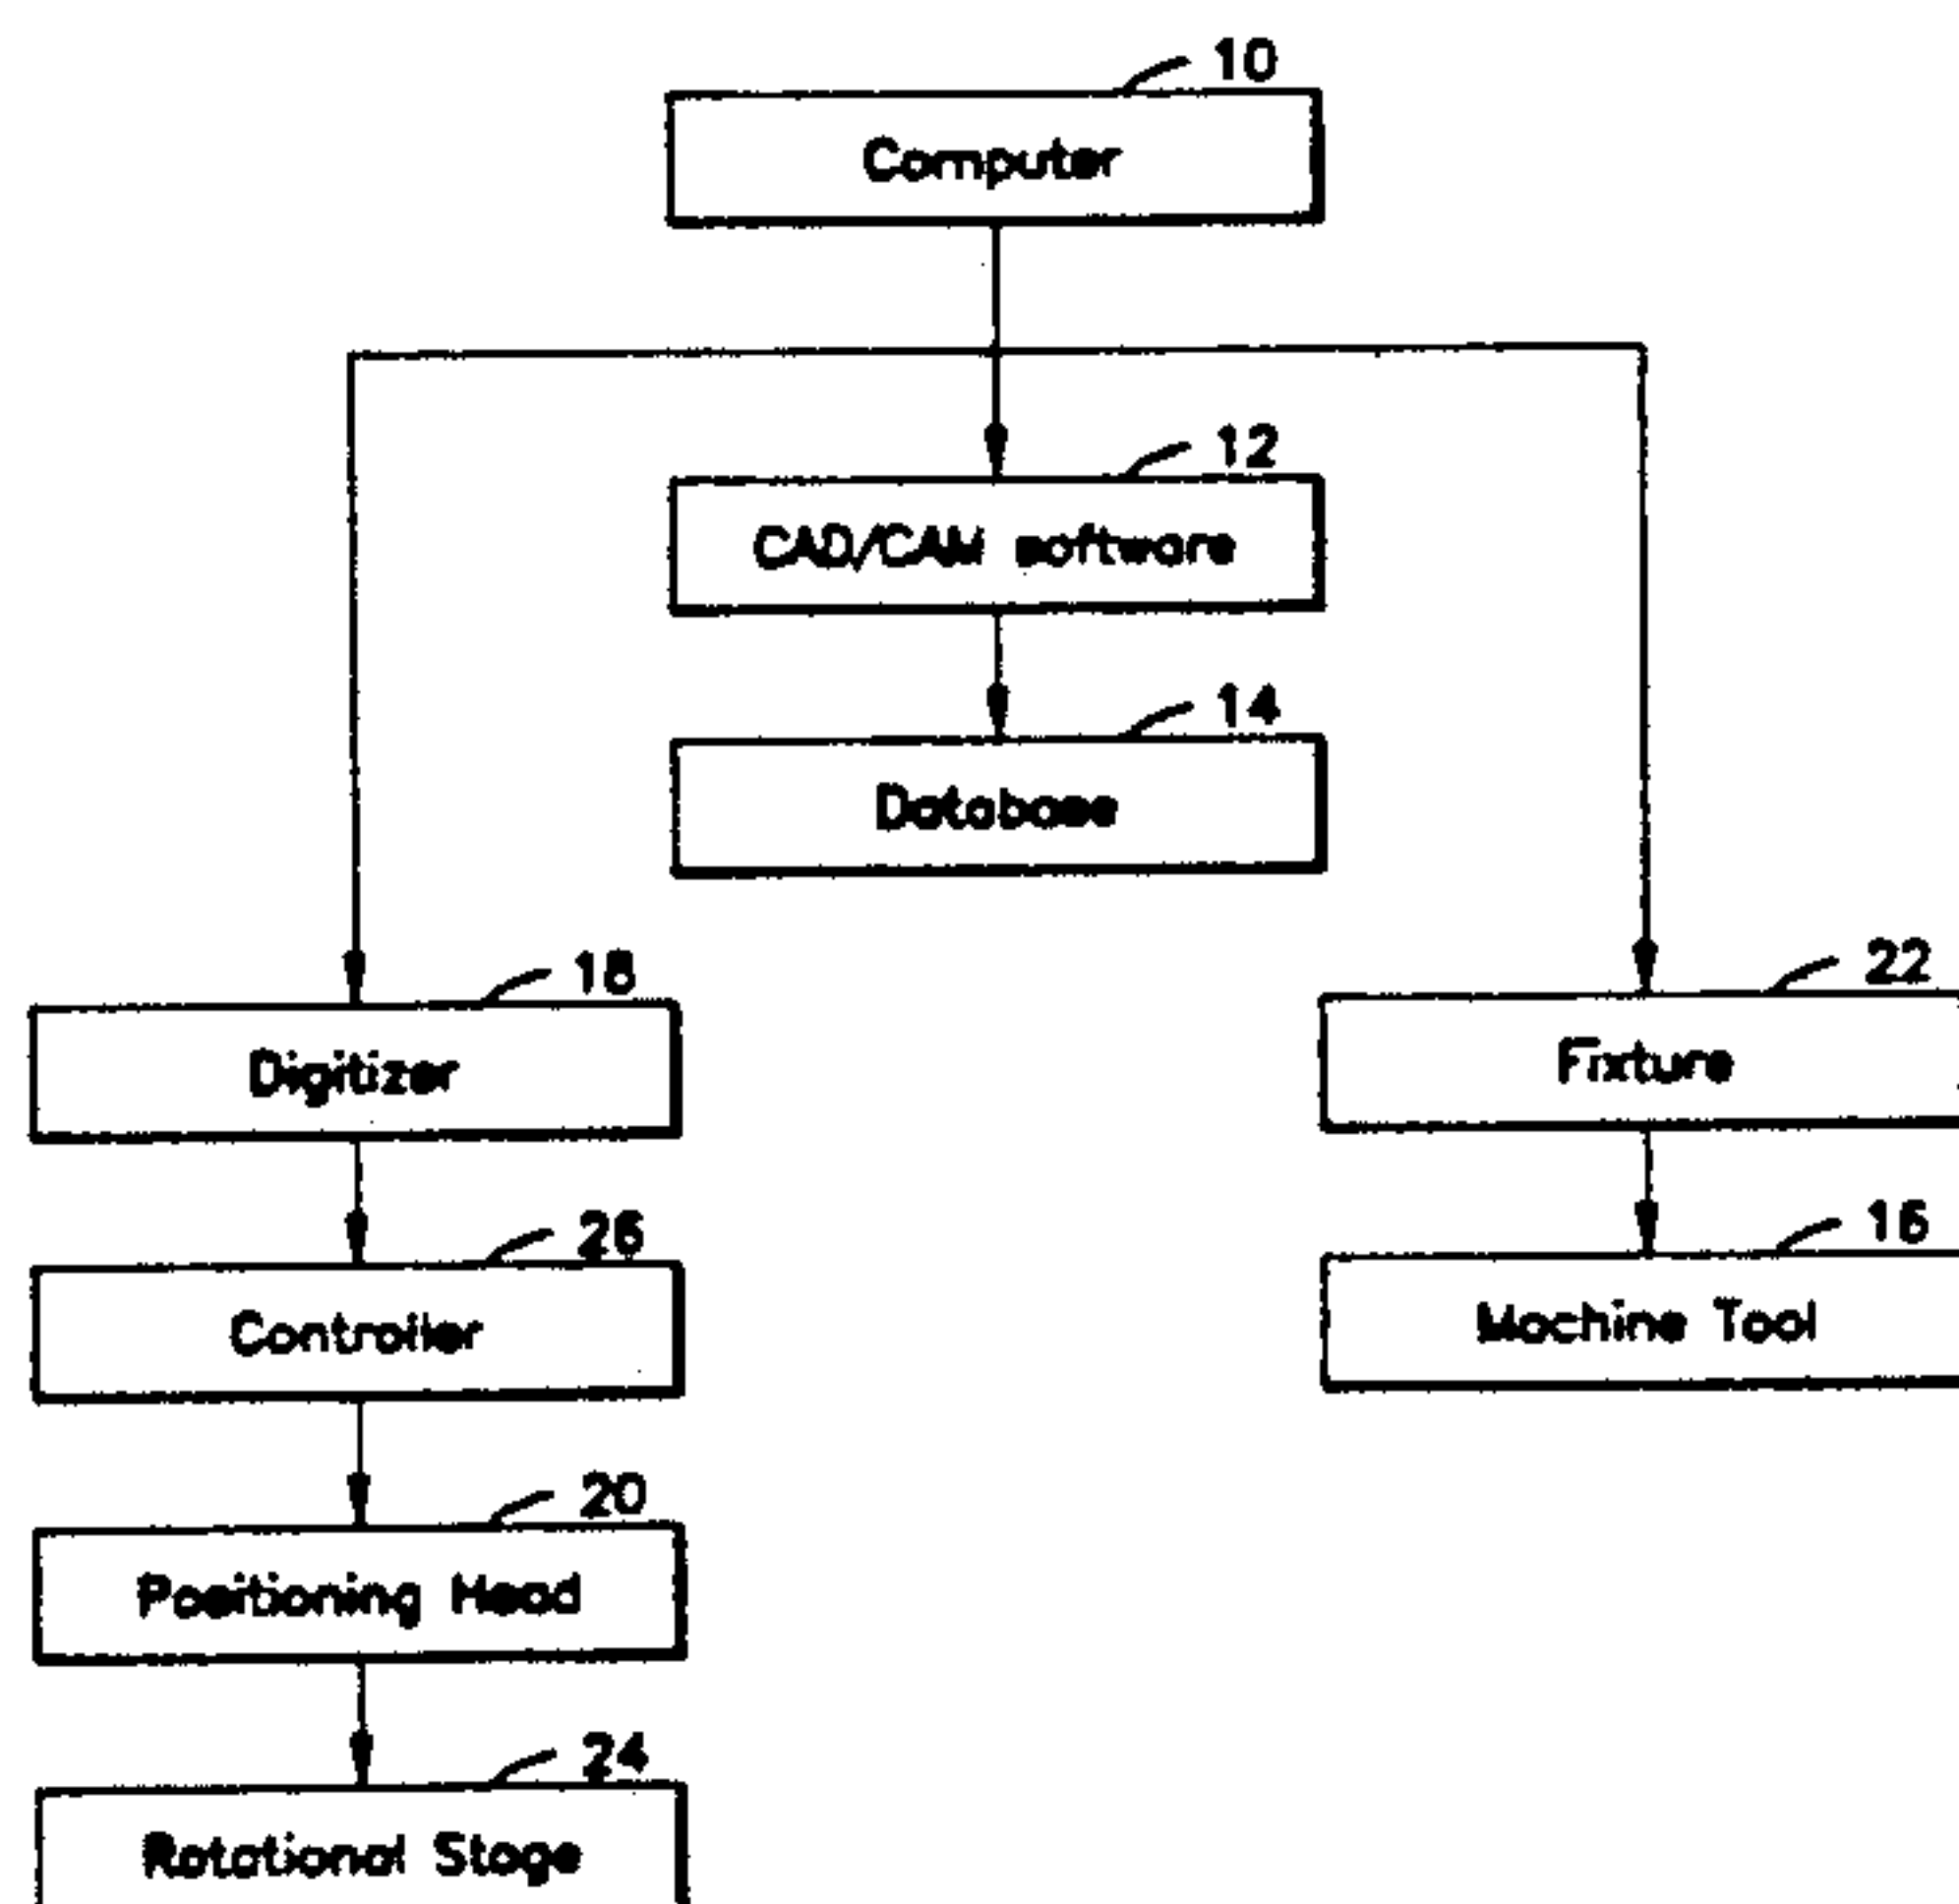 10
Computer
12
CAD/CAM software
14
Database
18
Digitizer
22
Fixture
26
Controller
16
Machine Tool
20
Positioning Head
24
Rotational Stage